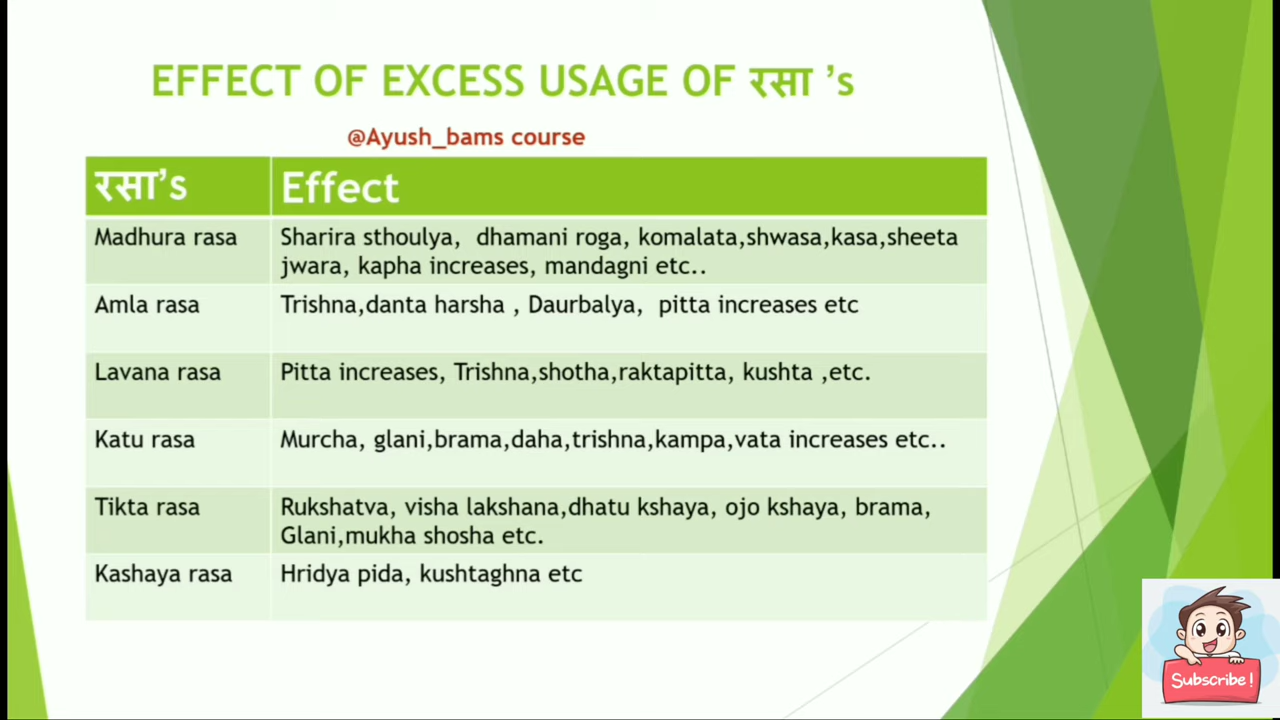 EFFECT OF EXCESS USAGE OF रसा ’s
@Ayush_bams course
रसा’s Effect
Madhura rasa Sharira sthoulya, dhamani roga, komalata,shwasa,kasa,sheeta
jwara, kapha increases, mandagni etc..
Amla rasa Trishna,danta harsha , Daurbalya, pitta increases etc
Lavana rasa Pitta increases, Trishna,shotha,raktapitta, kushta ,etc.
Katu rasa Murcha, glani,brama,daha,trishna,kampa,vata increases etc..
Tikta rasa Rukshatva, visha lakshana,dhatu kshaya, ojo kshaya, brama,
Glani,mukha shosha etc.
Kashaya rasa Hridya pida, kushtaghna etc
Subscribe!